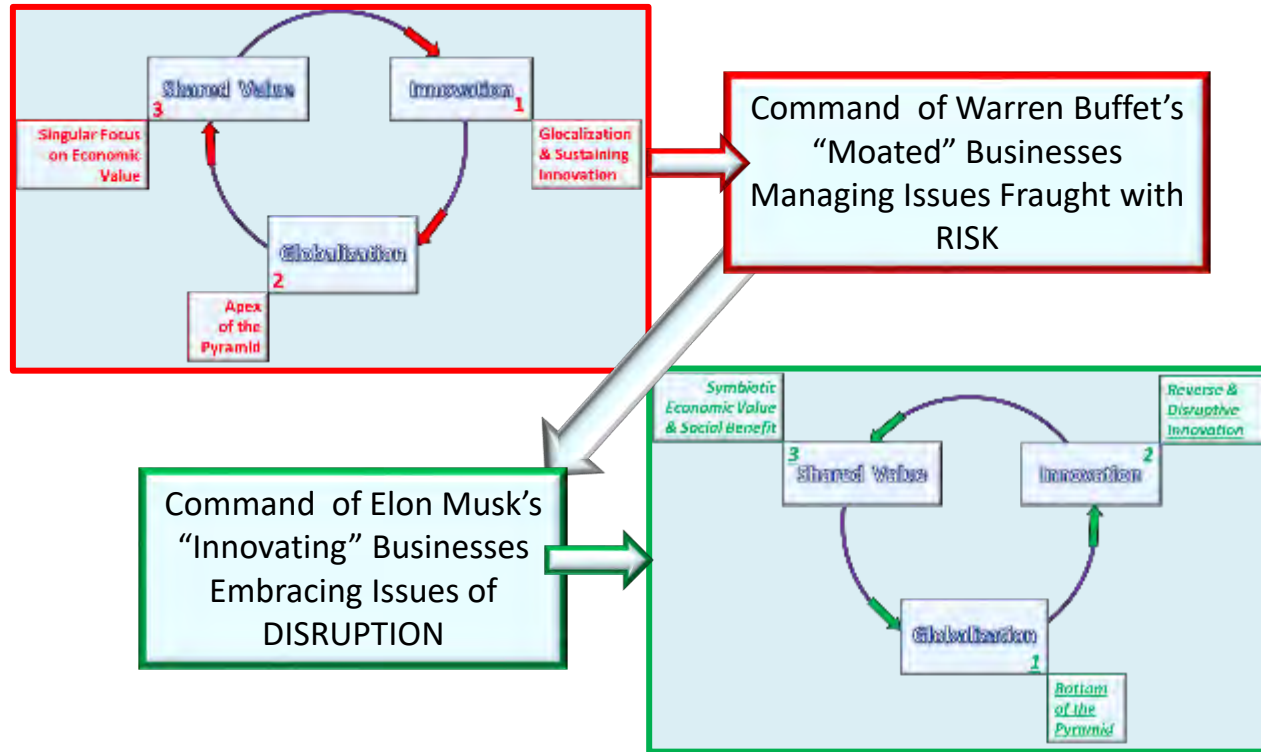 Shared Value
3
Innovation
1
Singular Focus
on Economic
Value
Glocalization
& Sustaining
Innovation
Globalization
2
Apex
of the
Pyramid
Command of Warren Buffet’s
“Moated” Businesses
Managing Issues Fraught with
RISK
Command of Elon Musk’s
“Innovating” Businesses
Embracing Issues of
DISRUPTION
Symbiotic
Economic Value
& Social Benefit
Reverse &
Disruptive
Innovation
3
Shared Value
2
Innovation
Globalization
1
Bottom
of the
Pyramid